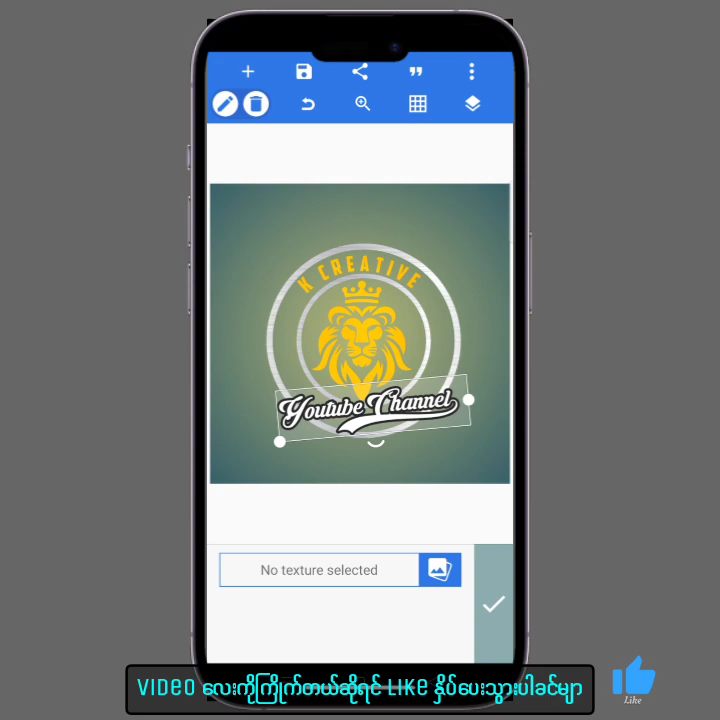 K CREATIVE
Youtube Channel
No texture selected
Video လေးကိုကြိုက်တယ်ဆိုရင် Like နှိပ်ပေးသွားပါခင်မျာ
Like